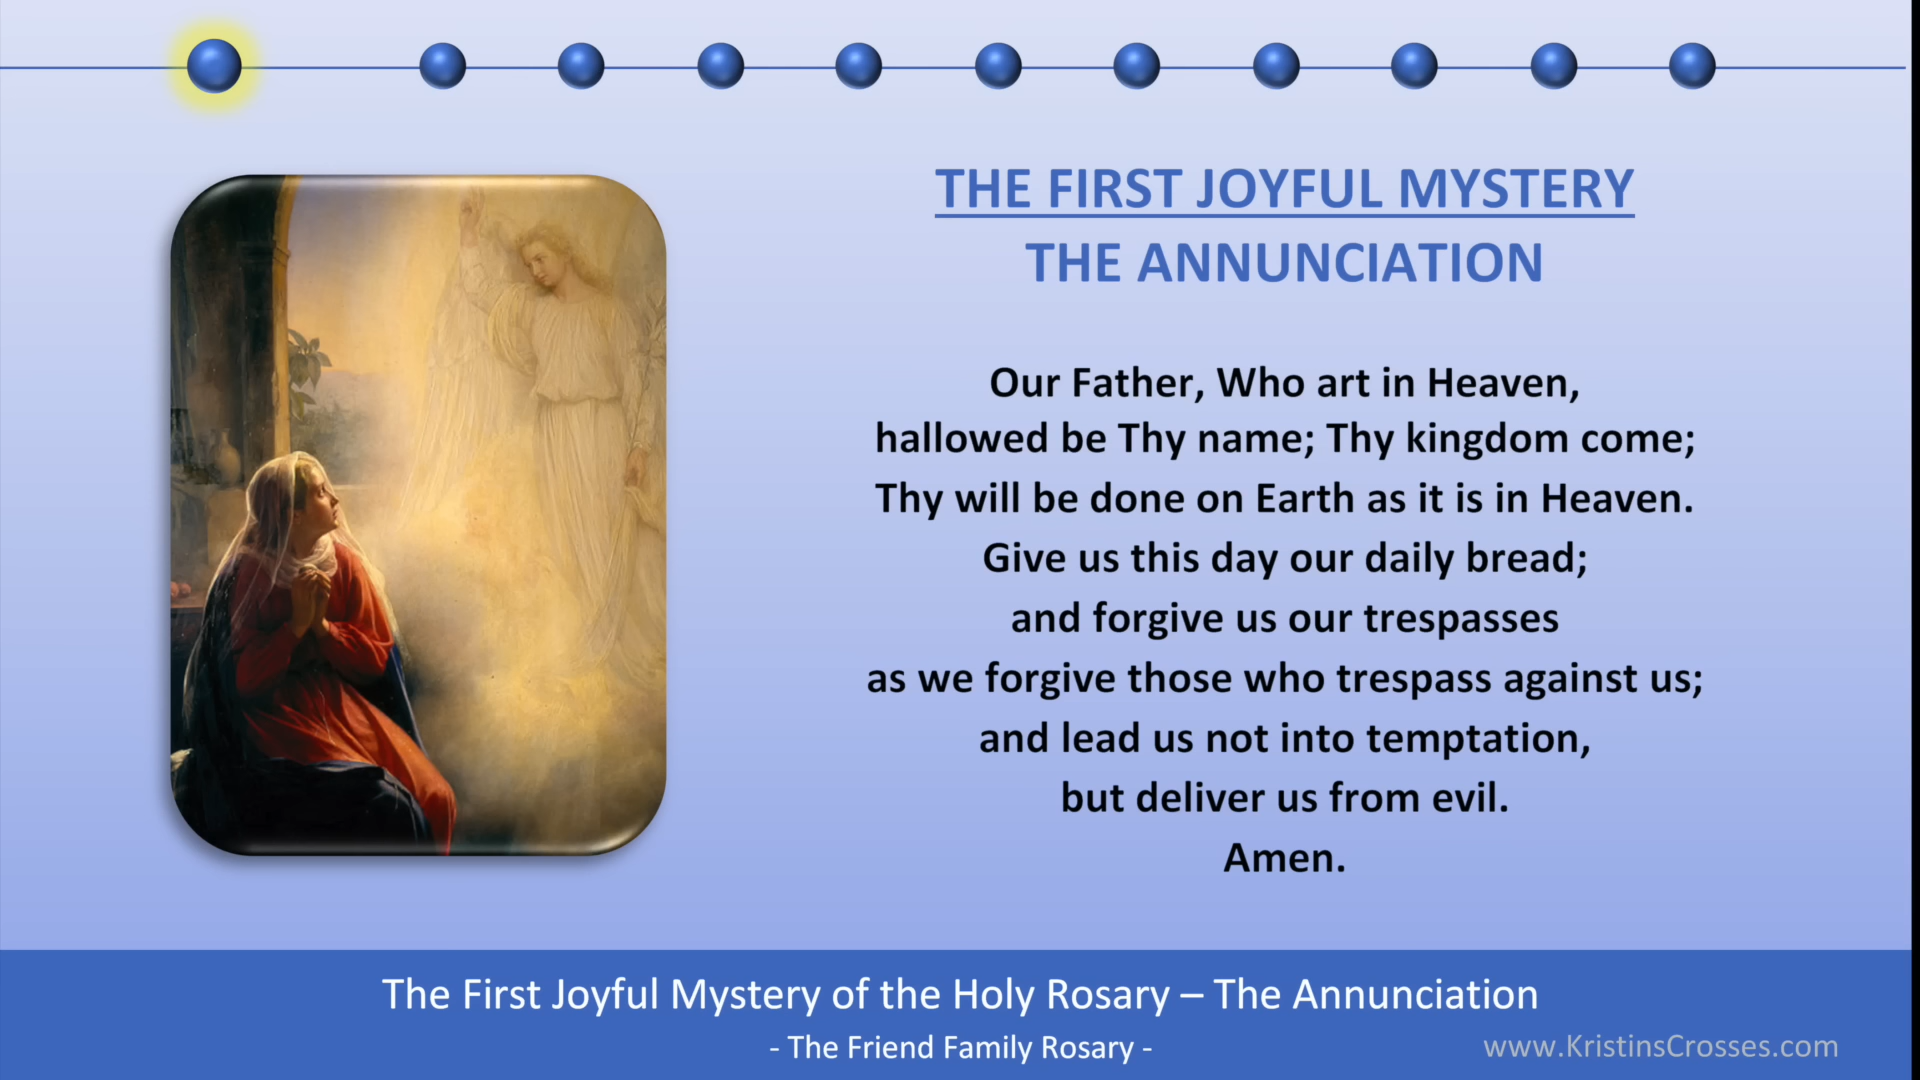 THE FIRST JOYFUL MYSTERY
THE ANNUNCIATION
Our Father, Who art in Heaven,
hallowed be Thy name; Thy kingdom come;
Thy will be done on Earth as it is in Heaven.
Give us this day our daily bread;
and forgive us our trespasses
as we forgive those who trespass against us;
and lead us not into temptation,
but deliver us from evil.
Amen.
The First Joyful Mystery of the Holy Rosary – The Annunciation
- The Friend Family Rosary -
www.KristinsCrosses.com